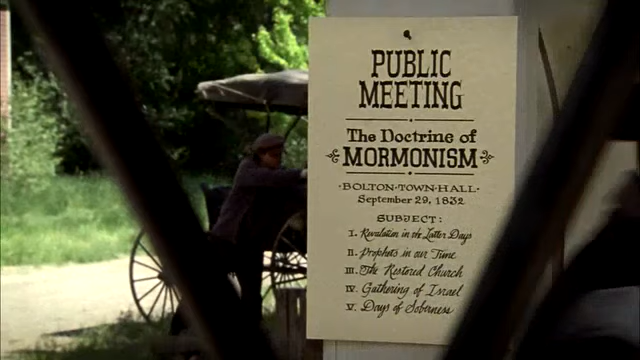 PUBLIC
MEETING
The Doctrine of
MORMONISM
·BOLTON·TOWN·HALL·
September 29, 1832
SUBJECT:
I. Revelation in the Latter Days
II. Prophets in our Time
III. The Restored Church
IV. Gathering of Israel
V. Days of Soberness